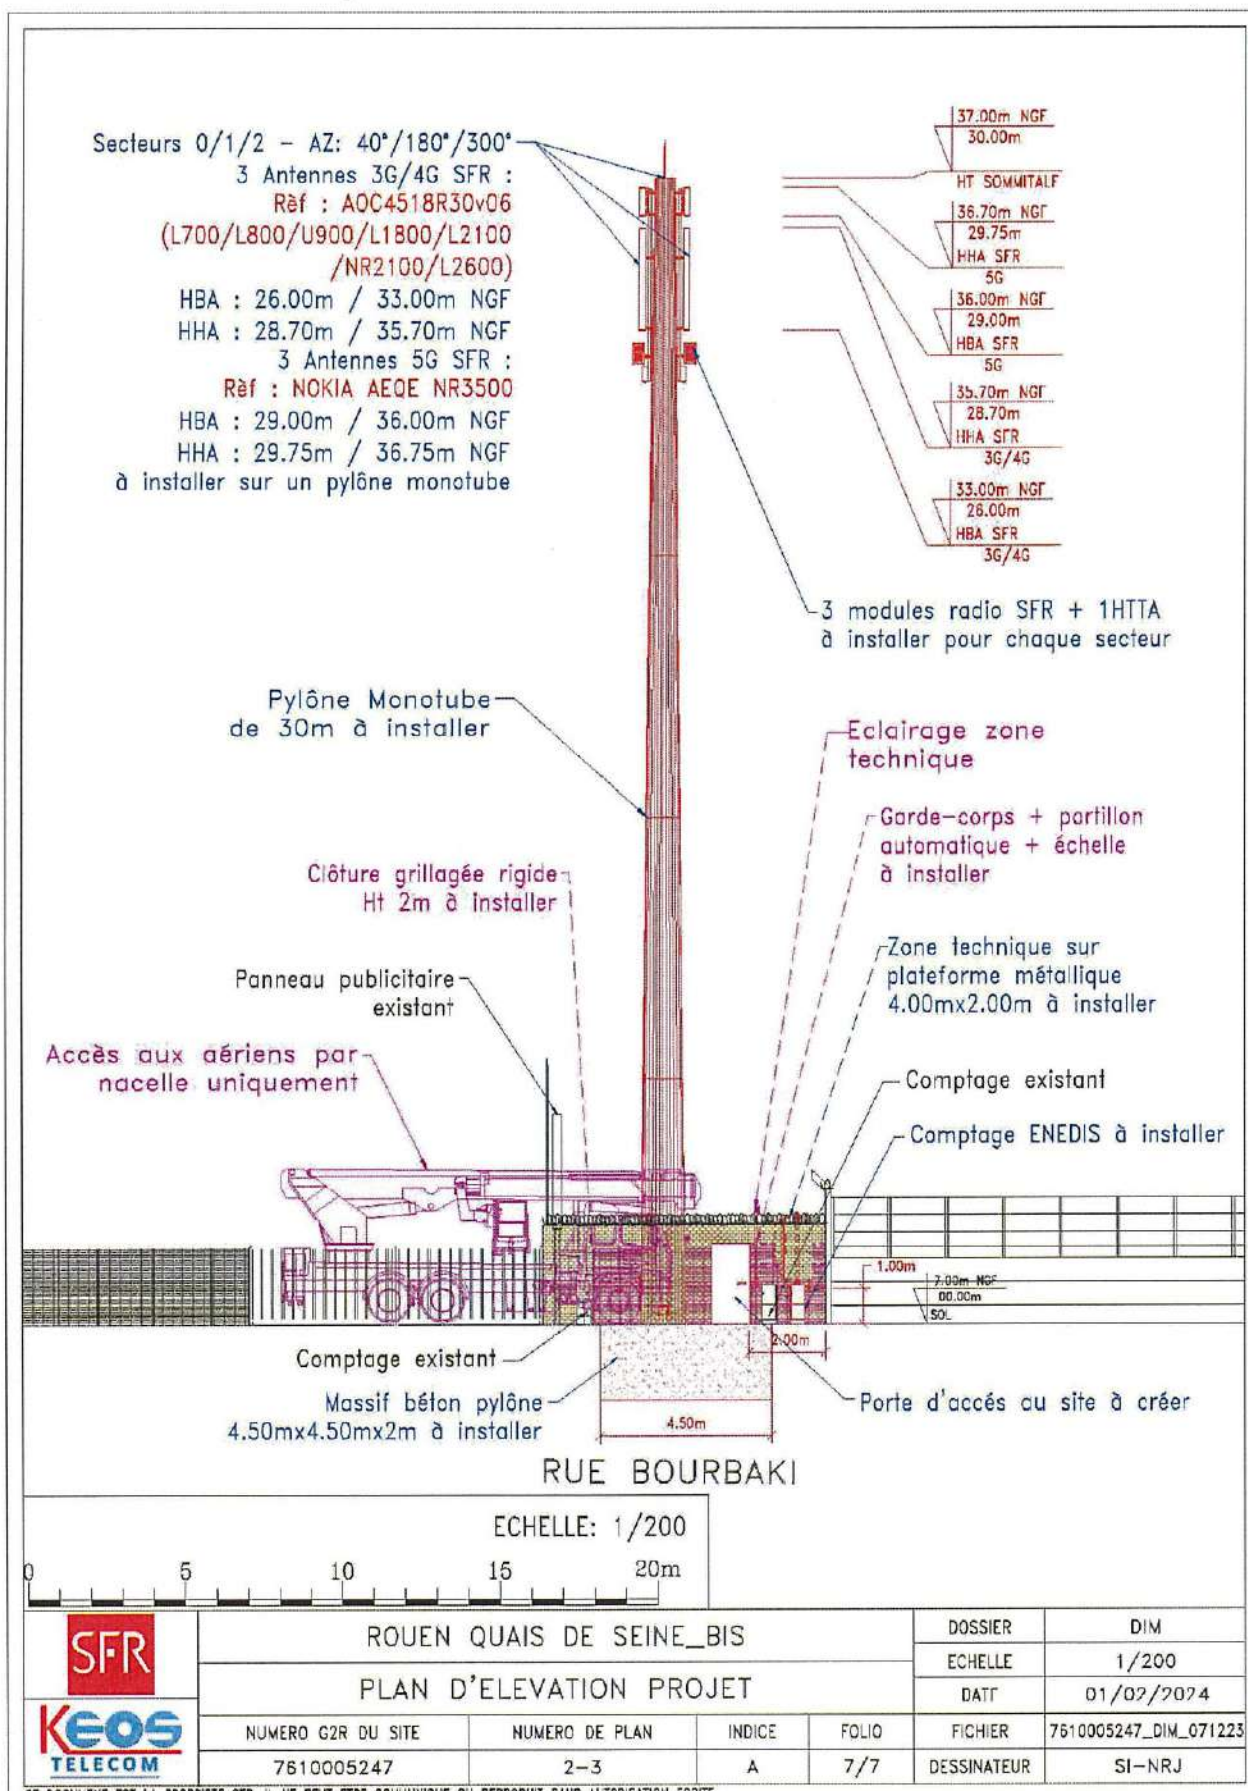 Secteurs 0/1/2 - AZ: 40°/180°/300°
3 Antennes 3G/4G SFR :
Rèf : AOC4518R30v06
(L700/L800/U900/L1800/L2100
/NR2100/L2600)
HBA : 26.00m / 33.00m NGF
HHA : 28.70m / 35.70m NGF
3 Antennes 5G SFR :
Rèf : NOKIA AEQE NR3500
HBA : 29.00m / 36.00m NGF
HHA : 29.75m / 36.75m NGF
à installer sur un pylône monotube
37.00m NGF
30.00m
HT SOMMITALE
36.70m NGF
29.75m
HHA SFR
5G
36.00m NGF
29.00m
HBA SFR
5G
35.70m NGF
28.70m
HHA SFR
3G/4G
33.00m NGF
26.00m
HBA SFR
3G/4G
3 modules radio SFR + 1HTTA
à installer pour chaque secteur
Pylône Monotube
de 30m à installer
Eclairage zone
technique
Garde-corps + portillon
automatique + échelle
à installer
Clôture grillagée rigide
Ht 2m à installer
Zone technique sur
plateforme métallique
4.00mx2.00m à installer
Panneau publicitaire
existant
Accès aux aériens par
nacelle uniquement
Comptage existant
Comptage ENEDIS à installer
1.00m
7.00m NGF
00.00m
SOL
2.00m
Comptage existant
Massif béton pylône
4.50mx4.50mx2m à installer
4.50m
Porte d'accés au site à créer
RUE BOURBAKI
ECHELLE: 1/200
0 5 10 15 20m
SFR
KEOS
TELECOM
ROUEN QUAIS DE SEINE_BIS
PLAN D'ELEVATION PROJET
NUMERO G2R DU SITE NUMERO DE PLAN INDICE FOLIO
7610005247 2-3 A 7/7
DOSSIER DIM
ECHELLE 1/200
DATE 01/02/2024
FICHIER 7610005247_DIM_071223
DESSINATEUR SI-NRJ